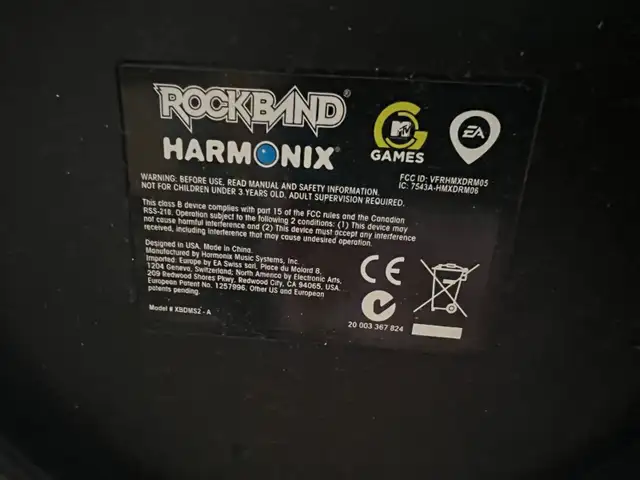 ROCKBAND®
HARMONIX®
G
MTV
GAMES
EA
FCC ID: VFRHMXDRM05
IC: 7543A-HMXDRM06
WARNING: BEFORE USE, READ MANUAL AND SAFETY INFORMATION.
NOT FOR CHILDREN UNDER 3 YEARS OLD. ADULT SUPERVISION REQUIRED.
This class B device complies with part 15 of the FCC rules and the Canadian
RSS-210. Operation subject to the following 2 conditions: (1) This device may
not cause harmful interference and (2) This device must accept any interference
received, including interference that may cause undesired operation.
Designed in USA. Made in China.
Manufactured by Harmonix Music Systems, Inc.
Imported: Europe by EA Swiss sarl, Place du Molard 8,
1204 Geneva, Switzerland; North America by Electronic Arts,
209 Redwood Shores Pkwy, Redwood City, CA 94065, USA.
European Patent No. 1257996. Other US and European
patents pending.
CE
20 003 367 824
Model # XBDMS2 - A